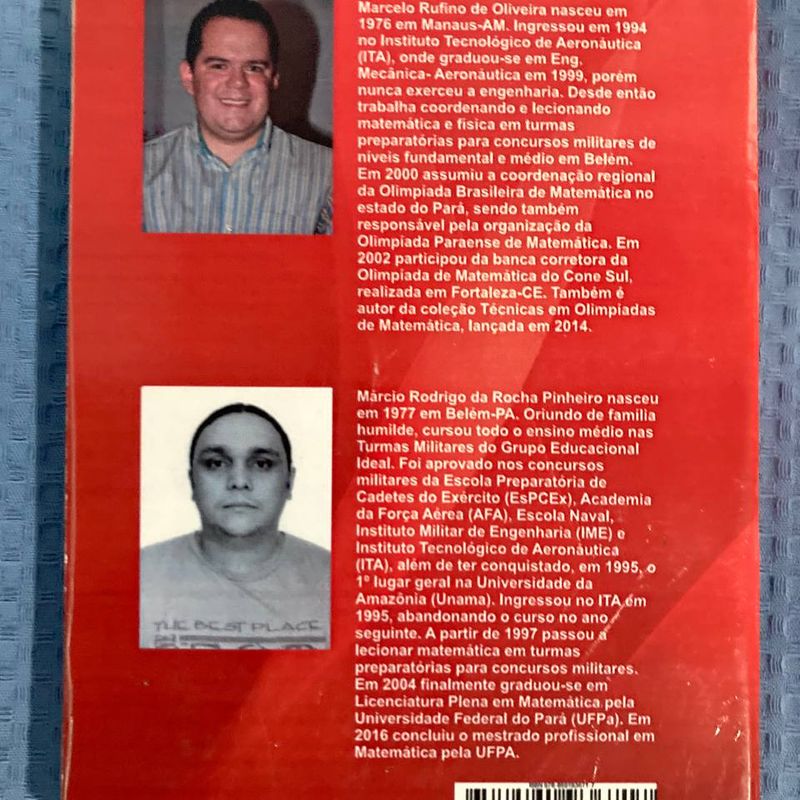 Marcelo Rufino de Oliveira nasceu em
1976 em Manaus-AM. Ingressou em 1994
no Instituto Tecnológico de Aeronáutica
(ITA), onde graduou-se em Eng.
Mecânica- Aeronáutica em 1999, porém
nunca exerceu a engenharia. Desde então
trabalha coordenando e lecionando
matemática e física em turmas
preparatórias para concursos militares de
níveis fundamental e médio em Belém.
Em 2000 assumiu a coordenação regional
da Olimpíada Brasileira de Matemática no
estado do Pará, sendo também
responsável pela organização da
Olimpíada Paraense de Matemática. Em
2002 participou da banca corretora da
Olimpíada de Matemática do Cone Sul,
realizada em Fortaleza-CE. Também é
autor da coleção Técnicas em Olimpíadas
de Matemática, lançada em 2014.
Márcio Rodrigo da Rocha Pinheiro nasceu
em 1977 em Belém-PA. Oriundo de família
humilde, cursou todo o ensino médio nas
Turmas Militares do Grupo Educacional
Ideal. Foi aprovado nos concursos
militares da Escola Preparatória de
Cadetes do Exército (EsPCEx), Academia
da Força Aérea (AFA), Escola Naval,
Instituto Militar de Engenharia (IME) e
Instituto Tecnológico de Aeronáutica
(ITA), além de ter conquistado, em 1995, o
1º lugar geral na Universidade da
Amazônia (Unama). Ingressou no ITA em
1995, abandonando o curso no ano
seguinte. A partir de 1997 passou a
lecionar matemática em turmas
preparatórias para concursos militares.
Em 2004 finalmente graduou-se em
Licenciatura Plena em Matemática pela
Universidade Federal do Pará (UFPa). Em
2016 concluiu o mestrado profissional em
Matemática pela UFPA.
THE BEST PLACE